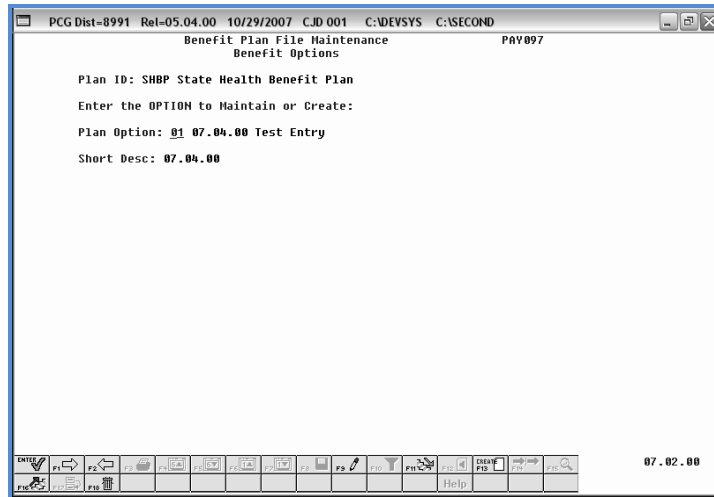 PCG Dist=8991 Rel=05.04.00 10/29/2007 CJD 001 C:\DEVSYS C:\SECOND
Benefit Plan File Maintenance PAY097
Benefit Options
Plan ID: SHBP State Health Benefit Plan
Enter the OPTION to Maintain or Create:
Plan Option: 01 07.04.00 Test Entry
Short Desc: 07.04.00
ENTER F1 F2 F3 F4 F5 F6 F7 F8 F9 F10 F11 F12 CREATE F13 F14 F15 07.02.00
F16 F17 F18 Help